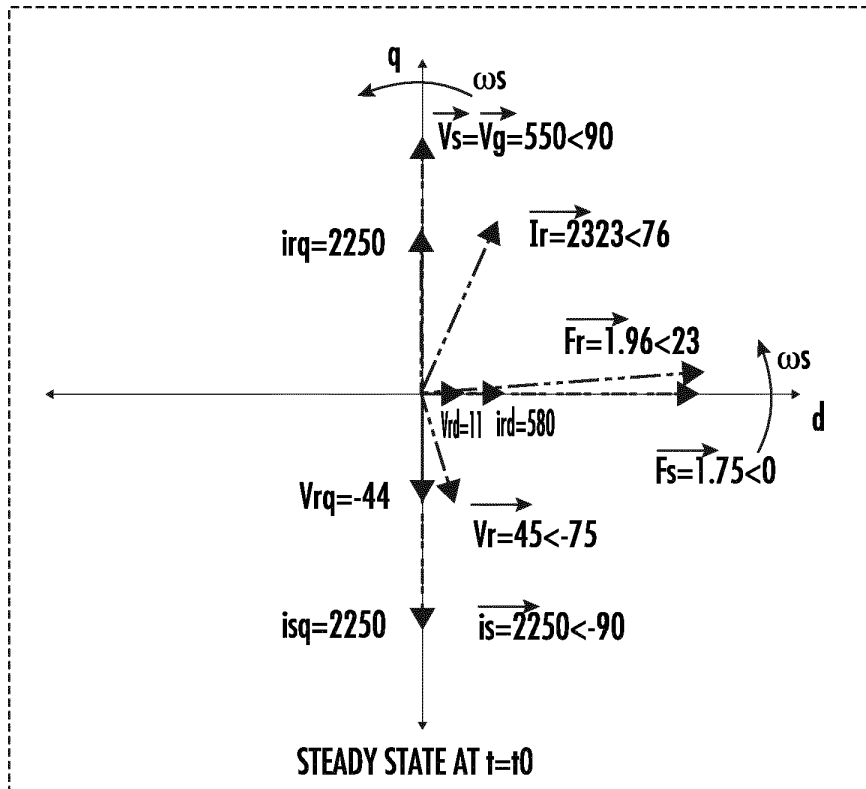 q
ωs
Vs=Vg=550<90
irq=2250
Ir=2323<76
Fr=1.96<23
ωs
Vrd=11
ird=580
d
Fs=1.75<0
Vrq=-44
Vr=45<-75
isq=2250
is=2250<-90
STEADY STATE AT t=t0